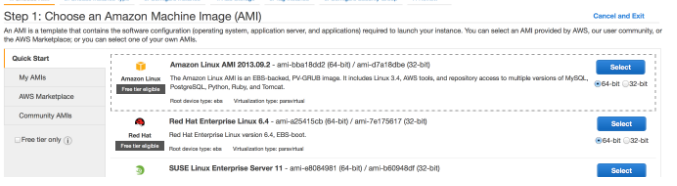 Step 1: Choose an Amazon Machine Image (AMI)
Cancel and Exit
An AMI is a template that contains the software configuration (operating system, application server, and applications) required to launch your instance. You can select an AMI provided by AWS, our user community, or
the AWS Marketplace; or you can select one of your own AMIs.
Quick Start
My AMIs
AWS Marketplace
Community AMIs
Free tier only
Amazon Linux
Free tier eligible
Amazon Linux AMI 2013.09.2 - ami-bba18dd2 (64-bit) / ami-d7a18dbe (32-bit)
The Amazon Linux AMI is an EBS-backed, PV-GRUB image. It includes Linux 3.4, AWS tools, and repository access to multiple versions of MySQL,
PostgreSQL, Python, Ruby, and Tomcat.
Root device type: ebs Virtualization type: paravirtual
Select
64-bit 32-bit
Red Hat
Free tier eligible
Red Hat Enterprise Linux 6.4 - ami-a25415cb (64-bit) / ami-7e175617 (32-bit)
Red Hat Enterprise Linux version 6.4, EBS-boot.
Root device type: ebs Virtualization type: paravirtual
Select
64-bit 32-bit
SUSE Linux Enterprise Server 11 - ami-e8084981 (64-bit) / ami-b60948df (32-bit)
Select